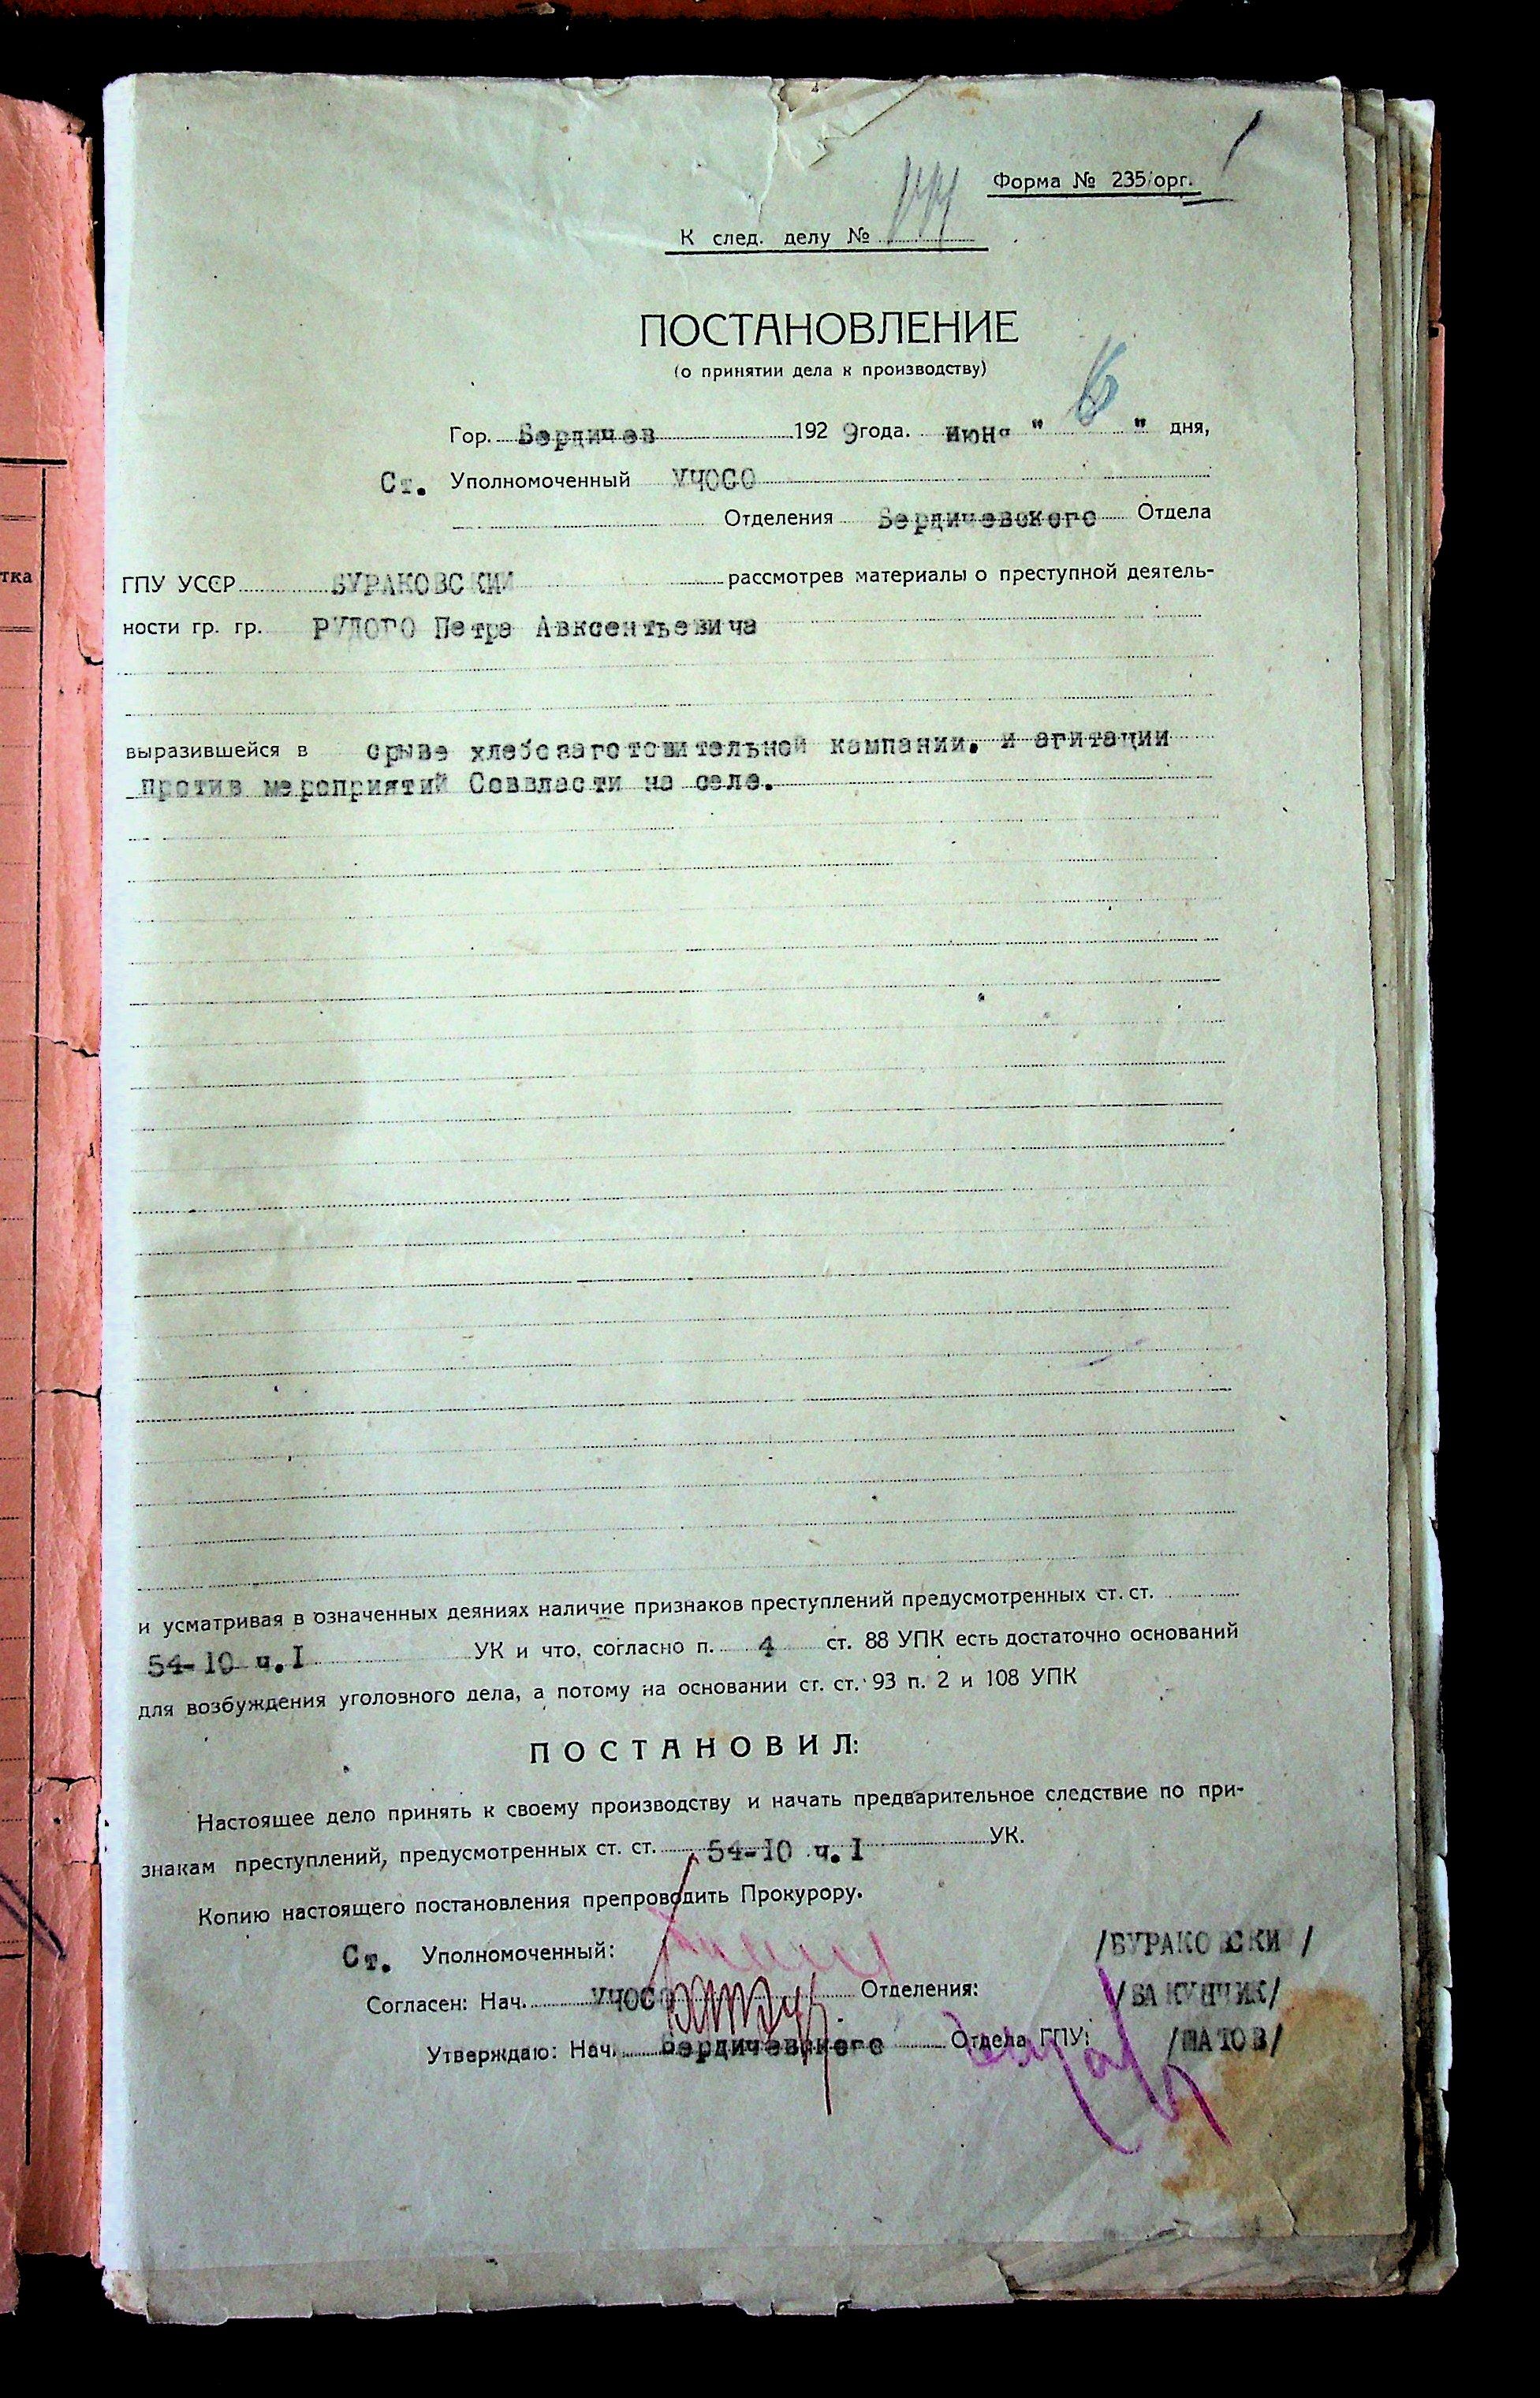 1
Форма № 235/орг.
К след. делу №
ПОСТАНОВЛЕНИЕ
(о принятии дела к производству)
Гор. Бердичев 1929 года. июня " 6 " дня,
Ст. Уполномоченный УЧОСО
Отделения Бердичевского Отдела
тка
ГПУ УССР БУРАКОВСКИЙ рассмотрев материалы о преступной деятель-
ности гр. гр. РУДОГО Петра Авксентьевича
выразившейся в срыве хлебозаготовительной кампании. и агитации
против мероприятий Соввласти на селе.
и усматривая в означенных деяниях наличие признаков преступлений предусмотренных ст. ст.
54-10 ч.I УК и что, согласно п. 4 ст. 88 УПК есть достаточно оснований
для возбуждения уголовного дела, а потому на основании ст. ст. 93 п. 2 и 108 УПК
ПОСТАНОВИЛ:
Настоящее дело принять к своему производству и начать предварительное следствие по при-
знакам преступлений, предусмотренных ст. ст. 54-10 ч.I УК.
Копию настоящего постановления препроводить Прокурору.
Ст. Уполномоченный: /БУРАКОВСКИЙ/
Согласен: Нач. УЧОСО Отделения: /БАКУНЧИК/
Утверждаю: Нач. Бердичевского Отдела ГПУ: /ШАТОВ/